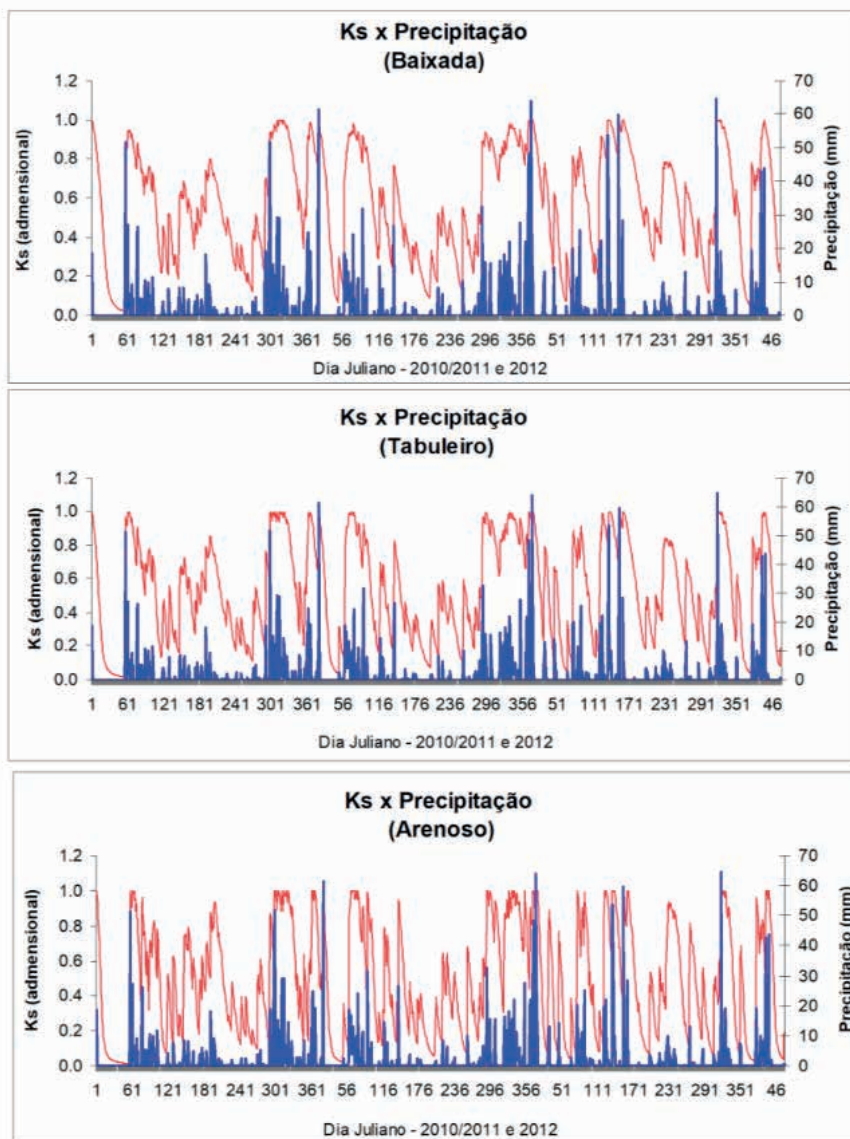 Ks x Precipitação
(Baixada)
1.2 70
60
1.0
50
0.8
40
0.6
30
0.4
20
0.2
10
0.0 0
Ks (admensional)
Precipitação (mm)
1 61 121 181 241 301 361 56 116 176 236 296 356 51 111 171 231 291 351 46
Dia Juliano - 2010/2011 e 2012
Ks x Precipitação
(Tabuleiro)
1.2 70
60
1.0
50
0.8
40
0.6
30
0.4
20
0.2
10
0.0 0
Ks (admensional)
Precipitação (mm)
1 61 121 181 241 301 361 56 116 176 236 296 356 51 111 171 231 291 351 46
Dia Juliano - 2010/2011 e 2012
Ks x Precipitação
(Arenoso)
1.2 70
60
1.0
50
0.8
40
0.6
30
0.4
20
0.2
10
0.0 0
Ks (admensional)
Precipitação (mm)
1 61 121 181 241 301 361 56 116 176 236 296 356 51 111 171 231 291 351 46
Dia Juliano - 2010/2011 e 2012